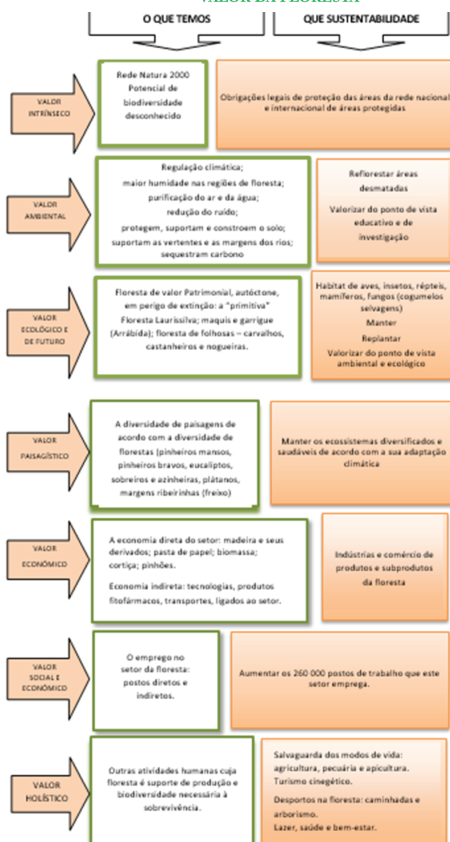 VALOR DA FLORESTA
O QUE TEMOS
QUE SUSTENTABILIDADE
VALOR
INTRÍNSECO
Rede Natura 2000
Potencial de
biodiversidade
desconhecido
Obrigações legais de proteção das áreas da rede nacional
e internacional de áreas protegidas
VALOR
AMBIENTAL
Regulação climática;
maior humidade nas regiões de floresta;
purificação do ar e da água;
redução do ruído;
protegem, suportam e constroem o solo;
suportam as vertentes e as margens dos rios;
sequestram carbono
Reflorestar áreas
desmatadas
Valorizar do ponto de vista
educativo e de
investigação
VALOR
ECOLÓGICO E
DE FUTURO
Floresta de valor Patrimonial, autóctone,
em perigo de extinção: a "primitiva"
Floresta Laurissilva; maquis e garrigue
(Arrábida); floresta de folhosas – carvalhos,
castanheiros e nogueiras.
Habitat de aves, insetos, répteis,
mamíferos, fungos (cogumelos
selvagens)
Manter
Replantar
Valorizar do ponto de vista
ambiental e ecológico
VALOR
PAISAGÍSTICO
A diversidade de paisagens de
acordo com a diversidade de
florestas (pinheiros mansos,
pinheiros bravos, eucaliptos,
sobreiros e azinheiras, plátanos,
margens ribeirinhas (freixo)
Manter os ecossistemas diversificados e
saudáveis de acordo com a sua adaptação
climática
VALOR
ECONÓMICO
A economia direta do setor: madeira e seus
derivados; pasta de papel; biomassa;
cortiça; pinhões.
Economia indireta: tecnologias, produtos
fitofármacos, transportes, ligados ao setor.
Indústrias e comércio de
produtos e subprodutos
da floresta
VALOR
SOCIAL E
ECONÓMICO
O emprego no
setor da floresta:
postos diretos e
indiretos.
Aumentar os 260 000 postos de trabalho que este
setor emprega.
VALOR
HOLÍSTICO
Outras atividades humanas cuja
floresta é suporte de produção e
biodiversidade necessária à
sobrevivência.
Salvaguarda dos modos de vida:
agricultura, pecuária e apicultura.
Turismo cinegético.
Desportos na floresta: caminhadas e
arborismo.
Lazer, saúde e bem-estar.